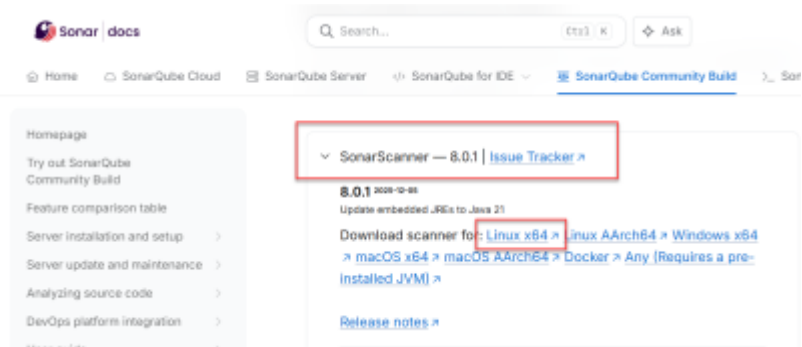 Sonar docs
Search...
Ctrl K
Ask
Home
SonarQube Cloud
SonarQube Server
SonarQube for IDE
SonarQube Community Build
Son
Homepage
Try out SonarQube
Community Build
Feature comparison table
Server installation and setup
Server update and maintenance
Analyzing source code
DevOps platform integration
SonarScanner — 8.0.1 | Issue Tracker
8.0.1
Update embedded JREs to Java 21
Download scanner for: Linux x64 Linux AArch64 Windows x64
macOS x64 macOS AArch64 Docker Any (Requires a pre-
installed JVM)
Release notes